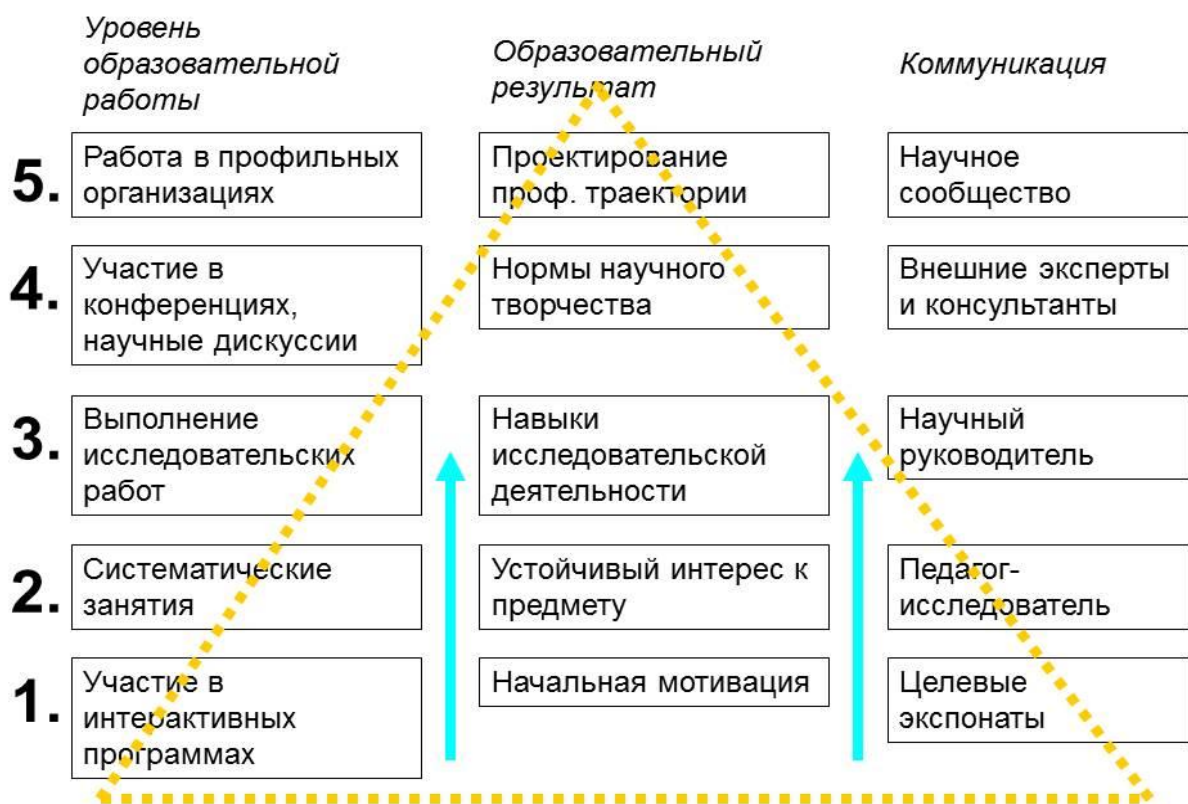 Уровень
образовательной
работы
Образовательный
результат
Коммуникация
5.
Работа в профильных
организациях
Проектирование
проф. траектории
Научное
сообщество
4.
Участие в
конференциях,
научные дискуссии
Нормы научного
творчества
Внешние эксперты
и консультанты
3.
Выполнение
исследовательских
работ
Навыки
исследовательской
деятельности
Научный
руководитель
2.
Систематические
занятия
Устойчивый интерес к
предмету
Педагог-
исследователь
1.
Участие в
интерактивных
программах
Начальная мотивация
Целевые
экспонаты